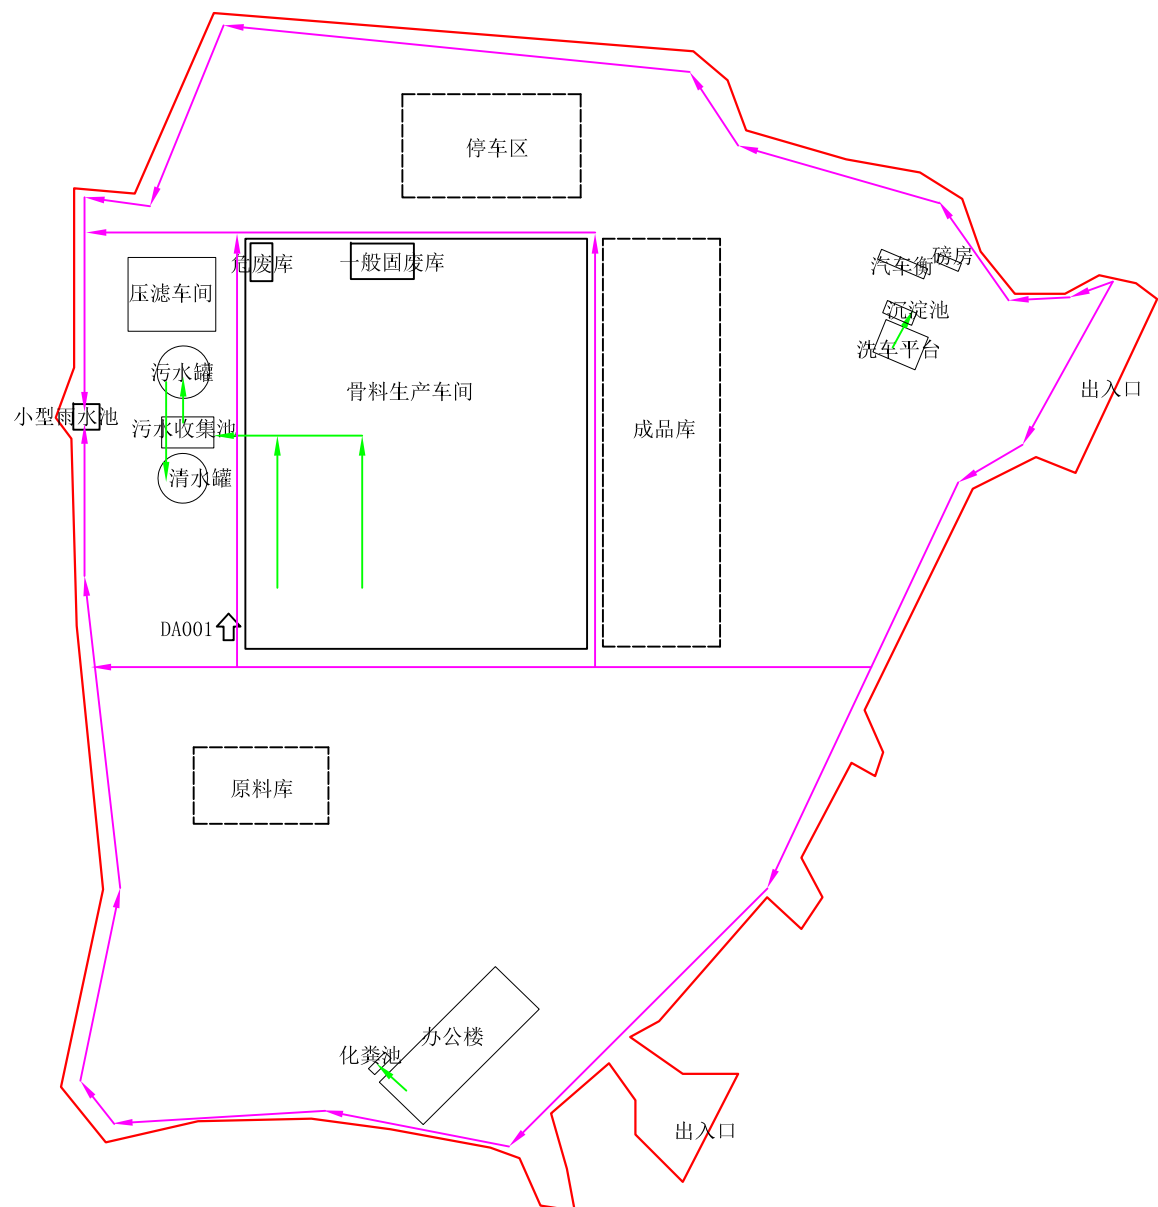 停车区
磅房
汽车衡
危废库
一般固废库
压滤车间
沉淀池
洗车平台
污水罐
出入口
骨料生产车间
小型雨水池
污水收集池
成品库
清水罐
DA001
原料库
办公楼
化粪池
出入口